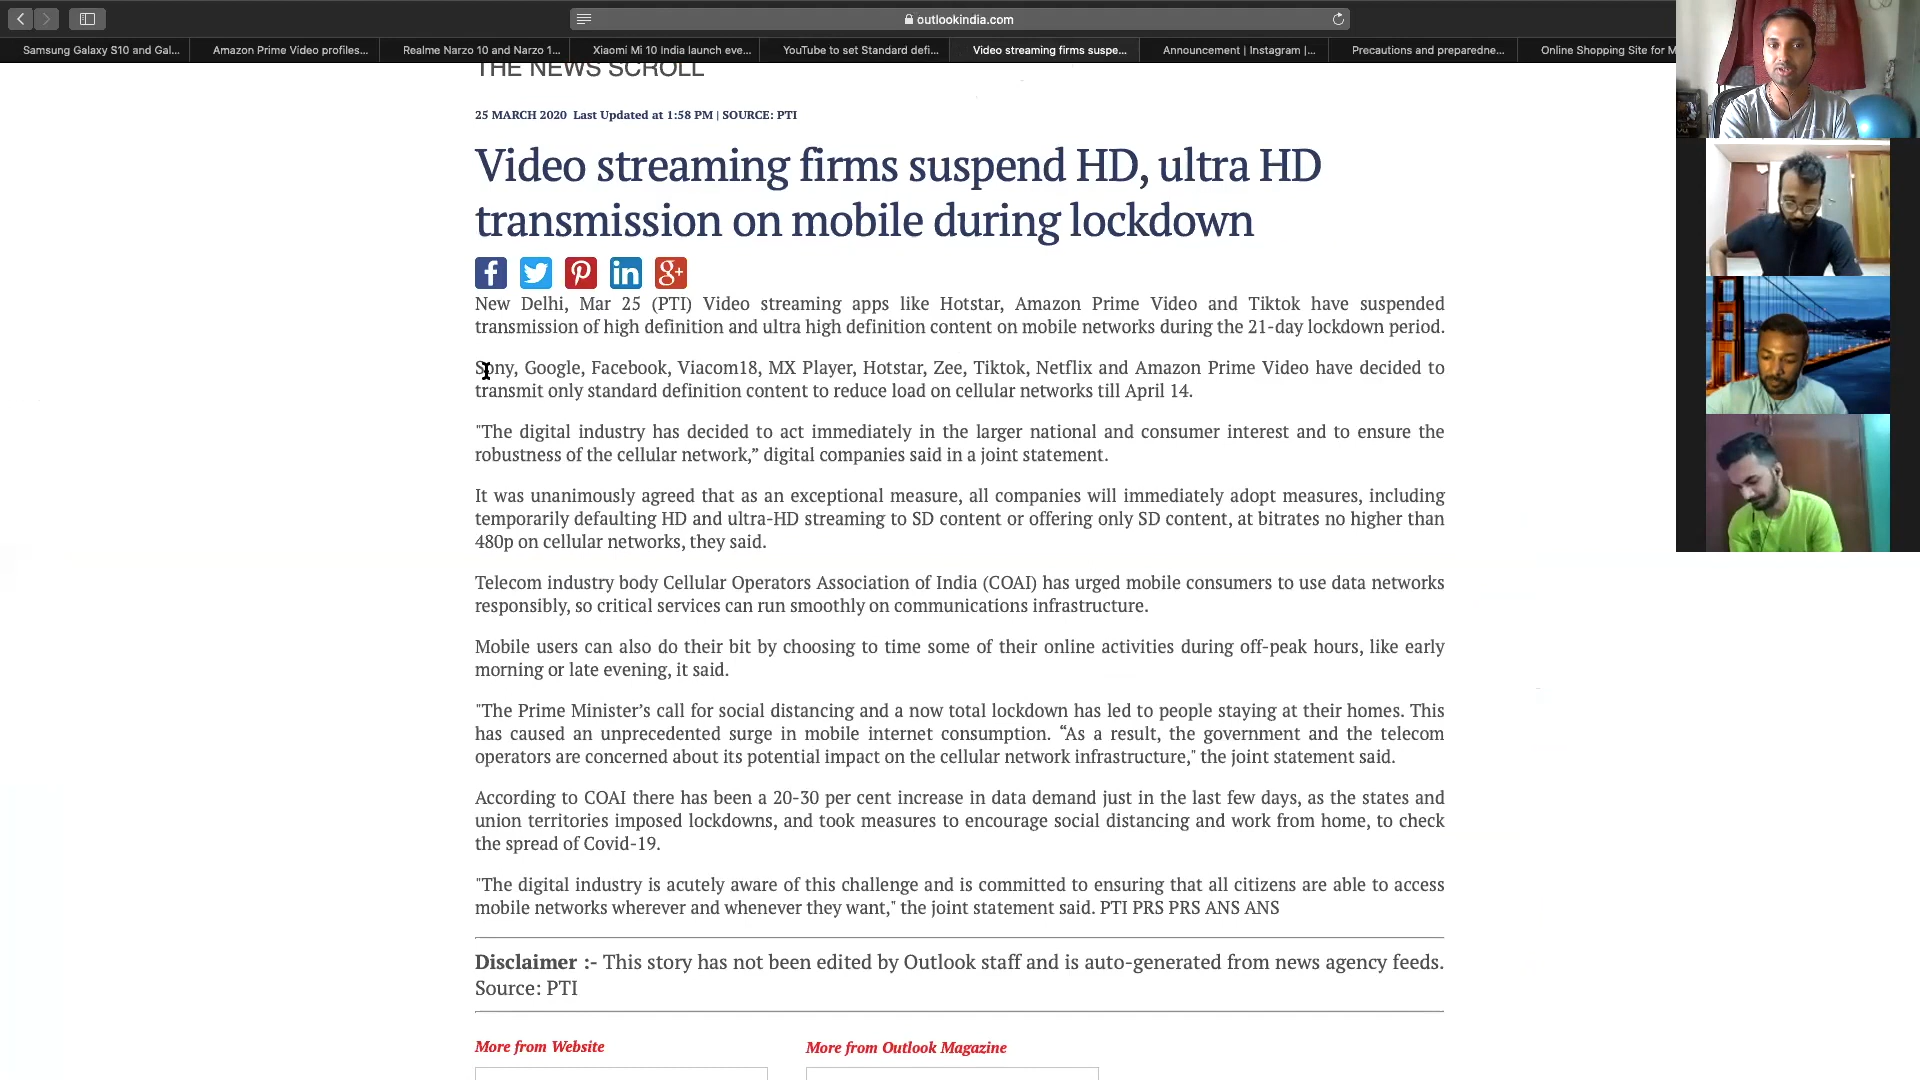 outlookindia.com
Samsung Galaxy S10 and Gal...
Amazon Prime Video profiles...
Realme Narzo 10 and Narzo 1...
Xiaomi Mi 10 India launch eve...
YouTube to set Standard defi...
Video streaming firms suspe...
Announcement | Instagram |...
Precautions and preparedne...
Online Shopping Site for M
THE NEWS SCROLL
25 MARCH 2020 Last Updated at 1:58 PM | SOURCE: PTI
Video streaming firms suspend HD, ultra HD
transmission on mobile during lockdown
New Delhi, Mar 25 (PTI) Video streaming apps like Hotstar, Amazon Prime Video and Tiktok have suspended
transmission of high definition and ultra high definition content on mobile networks during the 21-day lockdown period.
Sony, Google, Facebook, Viacom18, MX Player, Hotstar, Zee, Tiktok, Netflix and Amazon Prime Video have decided to
transmit only standard definition content to reduce load on cellular networks till April 14.
"The digital industry has decided to act immediately in the larger national and consumer interest and to ensure the
robustness of the cellular network,” digital companies said in a joint statement.
It was unanimously agreed that as an exceptional measure, all companies will immediately adopt measures, including
temporarily defaulting HD and ultra-HD streaming to SD content or offering only SD content, at bitrates no higher than
480p on cellular networks, they said.
Telecom industry body Cellular Operators Association of India (COAI) has urged mobile consumers to use data networks
responsibly, so critical services can run smoothly on communications infrastructure.
Mobile users can also do their bit by choosing to time some of their online activities during off-peak hours, like early
morning or late evening, it said.
"The Prime Minister’s call for social distancing and a now total lockdown has led to people staying at their homes. This
has caused an unprecedented surge in mobile internet consumption. “As a result, the government and the telecom
operators are concerned about its potential impact on the cellular network infrastructure," the joint statement said.
According to COAI there has been a 20-30 per cent increase in data demand just in the last few days, as the states and
union territories imposed lockdowns, and took measures to encourage social distancing and work from home, to check
the spread of Covid-19.
"The digital industry is acutely aware of this challenge and is committed to ensuring that all citizens are able to access
mobile networks wherever and whenever they want," the joint statement said. PTI PRS PRS ANS ANS
Disclaimer :- This story has not been edited by Outlook staff and is auto-generated from news agency feeds.
Source: PTI
More from Website
More from Outlook Magazine